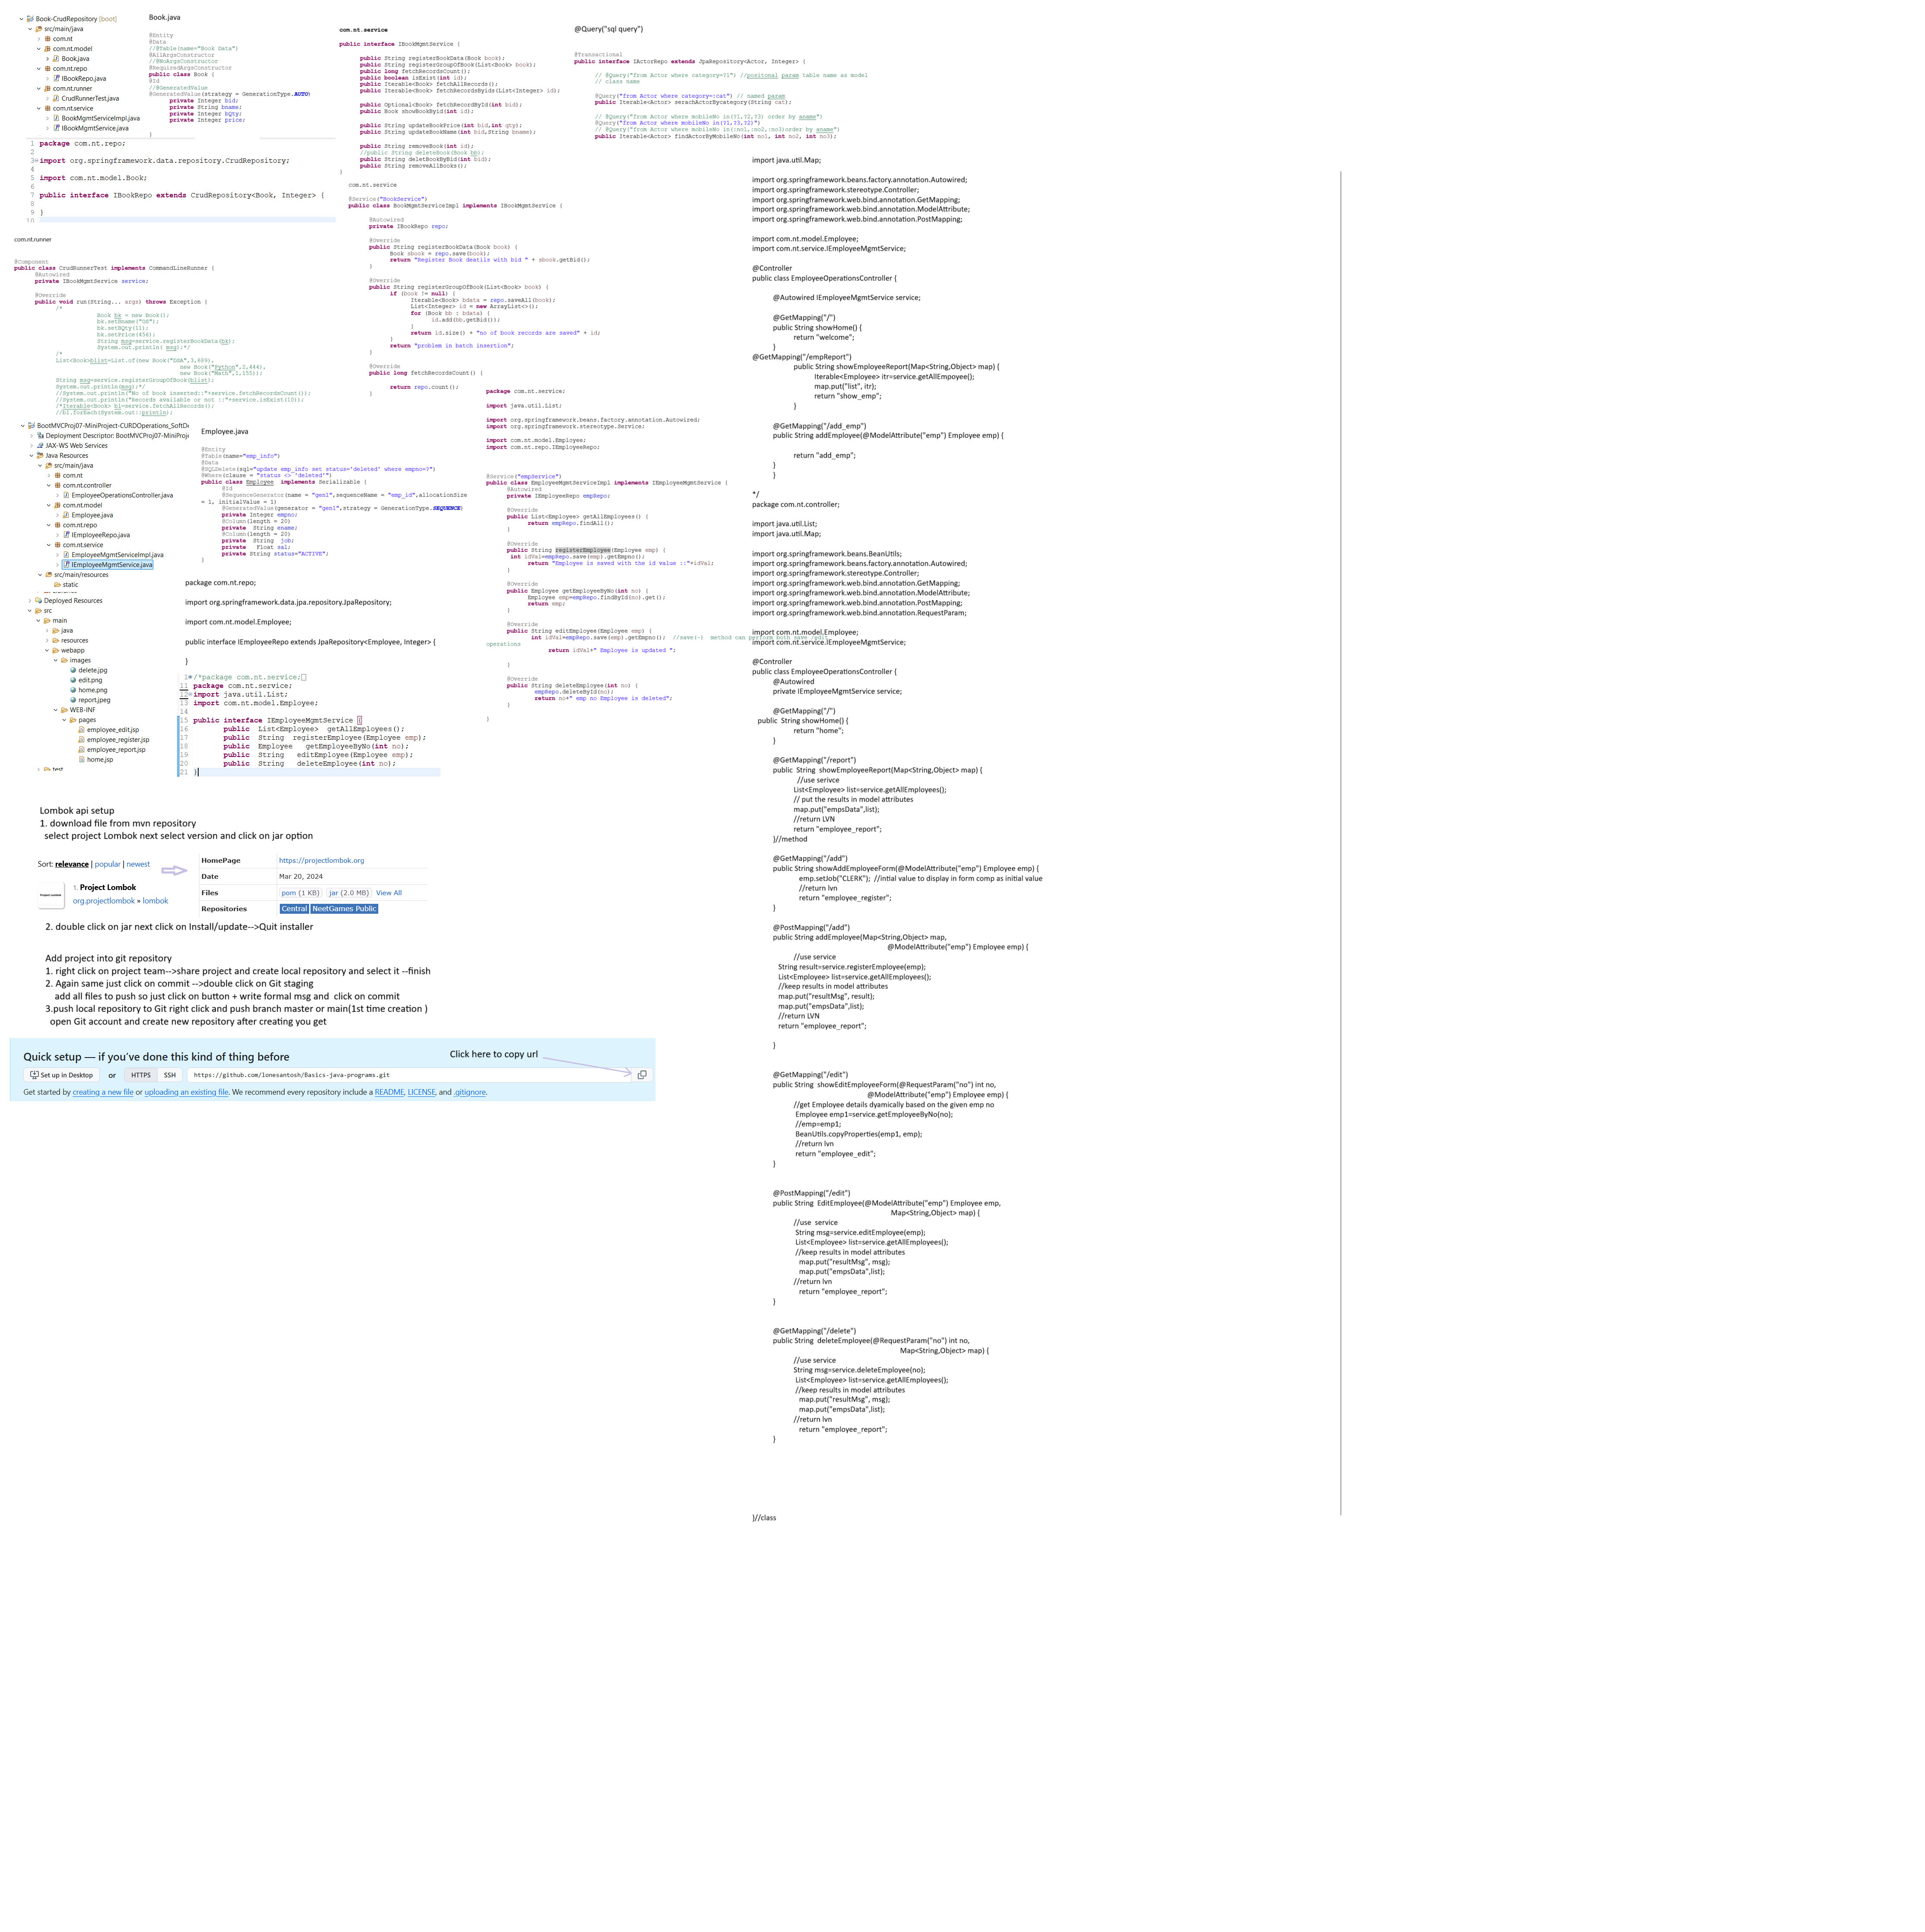 Book-CrudRepository [boot]
src/main/java
com.nt
com.nt.model
Book.java
com.nt.repo
IBookRepo.java
com.nt.runner
CrudRunnerTest.java
com.nt.service
BookMgmtServiceImpl.java
IBookMgmtService.java
Book.java
@Entity
@Data
//@Table(name="Book Data")
@AllArgsConstructor
//@NoArgsConstructor
@RequiredArgsConstructor
public class Book {
@Id
//@GeneratedValue
@GeneratedValue(strategy = GenerationType.AUTO)
private Integer bid;
private String bname;
private Integer bQty;
private Integer price;
}
1 package com.nt.repo;
2
3 import org.springframework.data.repository.CrudRepository;
4
5 import com.nt.model.Book;
6
7 public interface IBookRepo extends CrudRepository<Book, Integer> {
8
9 }
10
com.nt.runner
@Component
public class CrudRunnerTest implements CommandLineRunner {
@Autowired
private IBookMgmtService service;
@Override
public void run(String... args) throws Exception {
/*
Book bk = new Book();
bk.setBname("OS");
bk.setBQty(11);
bk.setPrice(456);
String msg=service.registerBookData(bk);
System.out.println( msg);*/
/*
List<Book>blist=List.of(new Book("DSA",3,689),
new Book("Python",2,444),
new Book("Math",1,155));
String msg=service.registerGroupOfBook(blist);
System.out.println(msg);*/
//System.out.println("No of book inserted::"+service.fetchRecordsCount());
//System.out.println("Records available or not ::"+service.isExist(10));
/*Iterable<Book> bl=service.fetchAllRecords();
//bl.forEach(System.out::println);
com.nt.service
public interface IBookMgmtService {
public String registerBookData(Book book);
public String registerGroupOfBook(List<Book> book);
public long fetchRecordsCount();
public boolean isExist(int id);
public Iterable<Book> fetchAllRecords();
public Iterable<Book> fetchRecordsByids(List<Integer> id);
public Optional<Book> fetchRecordById(int bid);
public Book showBookByid(int id);
public String updateBookPrice(int bid,int qty);
public String updateBookName(int bid,String bname);
public String removeBook(int id);
//public String deleteBook(Book bb);
public String deletBookByBid(int bid);
public String removeAllBooks();
}
com.nt.service
@Service("BookService")
public class BookMgmtServiceImpl implements IBookMgmtService {
@Autowired
private IBookRepo repo;
@Override
public String registerBookData(Book book) {
Book sbook = repo.save(book);
return "Register Book deatils with bid " + sbook.getBid();
}
@Override
public String registerGroupOfBook(List<Book> book) {
if (book != null) {
Iterable<Book> bdata = repo.saveAll(book);
List<Integer> id = new ArrayList<>();
for (Book bb : bdata) {
id.add(bb.getBid());
}
return id.size() + "no of book records are saved" + id;
}
return "problem in batch insertion";
}
@Override
public long fetchRecordsCount() {
return repo.count();
}
@Query("sql query")
@Transactional
public interface IActorRepo extends JpaRepository<Actor, Integer> {
// @Query("from Actor where category=?1") //positonal param table name as model
// class name
@Query("from Actor where category=:cat") // named param
public Iterable<Actor> serachActorBycategory(String cat);
// @Query("from Actor where mobileNo in(?1,?2,?3) order by aname")
@Query("from Actor where mobileNo in(?1,?3,?2)")
// @Query("from Actor where mobileNo in(:no1,:no2,:no3)order by aname")
public Iterable<Actor> findActorByMobileNo(int no1, int no2, int no3);
BootMVCProj07-MiniProject-CURDOperations_SoftDe
Deployment Descriptor: BootMVCProj07-MiniProje
JAX-WS Web Services
Java Resources
src/main/java
com.nt
com.nt.controller
EmployeeOperationsController.java
com.nt.model
Employee.java
com.nt.repo
IEmployeeRepo.java
com.nt.service
EmployeeMgmtServiceImpl.java
IEmployeeMgmtService.java
src/main/resources
static
Deployed Resources
src
main
java
resources
webapp
images
delete.jpg
edit.png
home.png
report.jpeg
WEB-INF
pages
employee_edit.jsp
employee_register.jsp
employee_report.jsp
home.jsp
test
Employee.java
@Entity
@Table(name="emp_info")
@Data
@SQLDelete(sql="update emp_info set status='deleted' where empno=?")
@Where(clause = "status <> 'deleted'")
public class Employee implements Serializable {
@Id
@SequenceGenerator(name = "gen1",sequenceName = "emp_id",allocationSize
= 1, initialValue = 1)
@GeneratedValue(generator = "gen1",strategy = GenerationType.SEQUENCE)
private Integer empno;
@Column(length = 20)
private String ename;
@Column(length = 20)
private String job;
private Float sal;
private String status="ACTIVE";
}
package com.nt.repo;
import org.springframework.data.jpa.repository.JpaRepository;
import com.nt.model.Employee;
public interface IEmployeeRepo extends JpaRepository<Employee, Integer> {
}
1 /*package com.nt.service;
11 package com.nt.service;
12 import java.util.List;
13 import com.nt.model.Employee;
14
15 public interface IEmployeeMgmtService {
16 public List<Employee> getAllEmployees();
17 public String registerEmployee(Employee emp);
18 public Employee getEmployeeByNo(int no);
19 public String editEmployee(Employee emp);
20 public String deleteEmployee(int no);
21 }
package com.nt.service;
import java.util.List;
import org.springframework.beans.factory.annotation.Autowired;
import org.springframework.stereotype.Service;
import com.nt.model.Employee;
import com.nt.repo.IEmployeeRepo;
@Service("empService")
public class EmployeeMgmtServiceImpl implements IEmployeeMgmtService {
@Autowired
private IEmployeeRepo empRepo;
@Override
public List<Employee> getAllEmployees() {
return empRepo.findAll();
}
@Override
public String registerEmployee(Employee emp) {
int idVal=empRepo.save(emp).getEmpno();
return "Employee is saved with the id value ::"+idVal;
}
@Override
public Employee getEmployeeByNo(int no) {
Employee emp=empRepo.findById(no).get();
return emp;
}
@Override
public String editEmployee(Employee emp) {
int idVal=empRepo.save(emp).getEmpno(); //save(-) method can perform both save /edit
operations
return idVal+" Employee is updated ";
}
@Override
public String deleteEmployee(int no) {
empRepo.deleteById(no);
return no+" emp no Employee is deleted";
}
}
import java.util.Map;
import org.springframework.beans.factory.annotation.Autowired;
import org.springframework.stereotype.Controller;
import org.springframework.web.bind.annotation.GetMapping;
import org.springframework.web.bind.annotation.ModelAttribute;
import org.springframework.web.bind.annotation.PostMapping;
import com.nt.model.Employee;
import com.nt.service.IEmployeeMgmtService;
@Controller
public class EmployeeOperationsController {
@Autowired IEmployeeMgmtService service;
@GetMapping("/")
public String showHome() {
return "welcome";
}
@GetMapping("/empReport")
public String showEmployeeReport(Map<String,Object> map) {
Iterable<Employee> itr=service.getAllEmpoyee();
map.put("list", itr);
return "show_emp";
}
@GetMapping("/add_emp")
public String addEmployee(@ModelAttribute("emp") Employee emp) {
return "add_emp";
}
}
*/
package com.nt.controller;
import java.util.List;
import java.util.Map;
import org.springframework.beans.BeanUtils;
import org.springframework.beans.factory.annotation.Autowired;
import org.springframework.stereotype.Controller;
import org.springframework.web.bind.annotation.GetMapping;
import org.springframework.web.bind.annotation.ModelAttribute;
import org.springframework.web.bind.annotation.PostMapping;
import org.springframework.web.bind.annotation.RequestParam;
import com.nt.model.Employee;
import com.nt.service.IEmployeeMgmtService;
@Controller
public class EmployeeOperationsController {
@Autowired
private IEmployeeMgmtService service;
@GetMapping("/")
public String showHome() {
return "home";
}
@GetMapping("/report")
public String showEmployeeReport(Map<String,Object> map) {
//use serivce
List<Employee> list=service.getAllEmployees();
// put the results in model attributes
map.put("empsData",list);
//return LVN
return "employee_report";
}//method
@GetMapping("/add")
public String showAddEmployeeForm(@ModelAttribute("emp") Employee emp) {
emp.setJob("CLERK"); //intial value to display in form comp as initial value
//return lvn
return "employee_register";
}
@PostMapping("/add")
public String addEmployee(Map<String,Object> map,
@ModelAttribute("emp") Employee emp) {
//use service
String result=service.registerEmployee(emp);
List<Employee> list=service.getAllEmployees();
//keep results in model attributes
map.put("resultMsg", result);
map.put("empsData",list);
//return LVN
return "employee_report";
}
@GetMapping("/edit")
public String showEditEmployeeForm(@RequestParam("no") int no,
@ModelAttribute("emp") Employee emp) {
//get Employee details dyamically based on the given emp no
Employee emp1=service.getEmployeeByNo(no);
//emp=emp1;
BeanUtils.copyProperties(emp1, emp);
//return lvn
return "employee_edit";
}
@PostMapping("/edit")
public String EditEmployee(@ModelAttribute("emp") Employee emp,
Map<String,Object> map) {
//use service
String msg=service.editEmployee(emp);
List<Employee> list=service.getAllEmployees();
//keep results in model attributes
map.put("resultMsg", msg);
map.put("empsData",list);
//return lvn
return "employee_report";
}
@GetMapping("/delete")
public String deleteEmployee(@RequestParam("no") int no,
Map<String,Object> map) {
//use service
String msg=service.deleteEmployee(no);
List<Employee> list=service.getAllEmployees();
//keep results in model attributes
map.put("resultMsg", msg);
map.put("empsData",list);
//return lvn
return "employee_report";
}
}//class
Lombok api setup
1. download file from mvn repository
select project Lombok next select version and click on jar option
Sort: relevance | popular | newest
Project Lombok
1. Project Lombok
org.projectlombok » lombok
HomePage https://projectlombok.org
Date Mar 20, 2024
Files pom (1 KB) jar (2.0 MB) View All
Repositories Central NeetGames Public
2. double click on jar next click on Install/update-->Quit installer
Add project into git repository
1. right click on project team-->share project and create local repository and select it --finish
2. Again same just click on commit -->double click on Git staging
add all files to push so just click on button + write formal msg and click on commit
3.push local repository to Git right click and push branch master or main(1st time creation )
open Git account and create new repository after creating you get
Quick setup — if you've done this kind of thing before
Click here to copy url
Set up in Desktop or HTTPS SSH https://github.com/lonesantosh/Basics-java-programs.git
Get started by creating a new file or uploading an existing file. We recommend every repository include a README, LICENSE, and .gitignore.